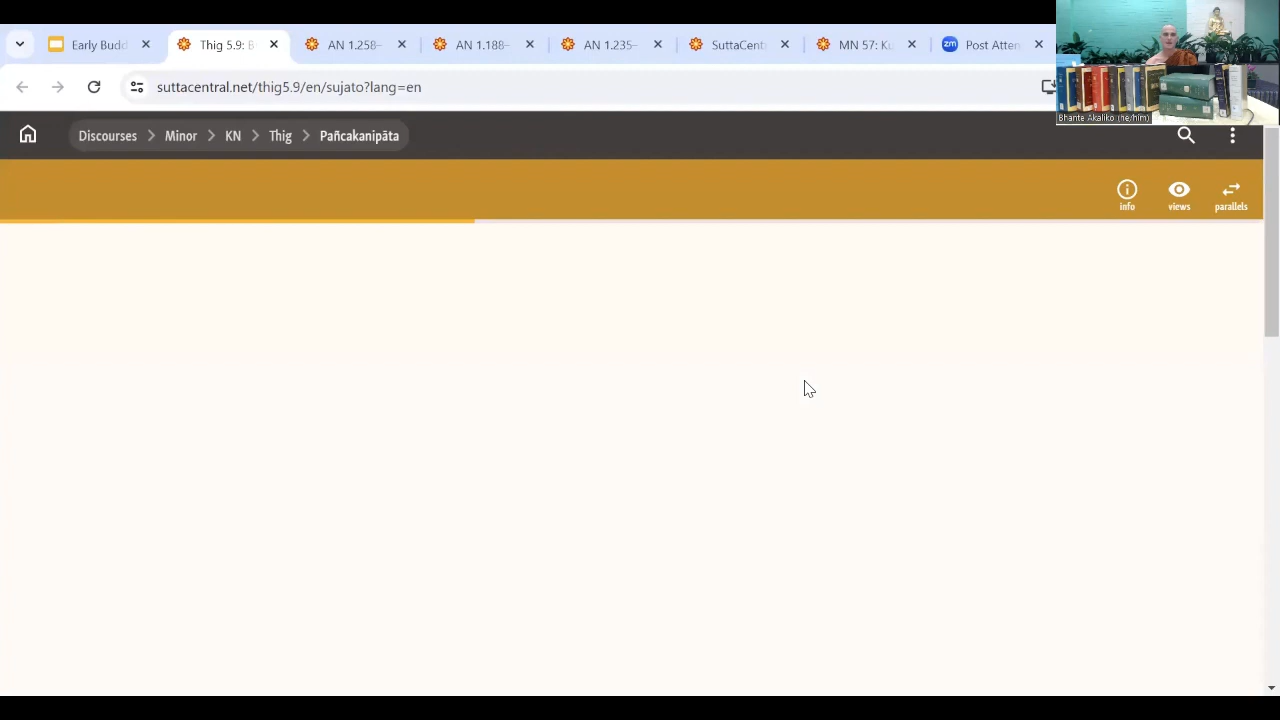 Early Budd
Thig 5.9: B
AN 1.258–
AN 1.188–
AN 1.235–
SuttaCent
MN 57: Ku
zm Post Atten
suttacentral.net/thig5.9/en/sujato?lang=en
Bhante Akaliko (he/him)
Discourses > Minor > KN > Thig > Pañcakanipāta
info views parallels